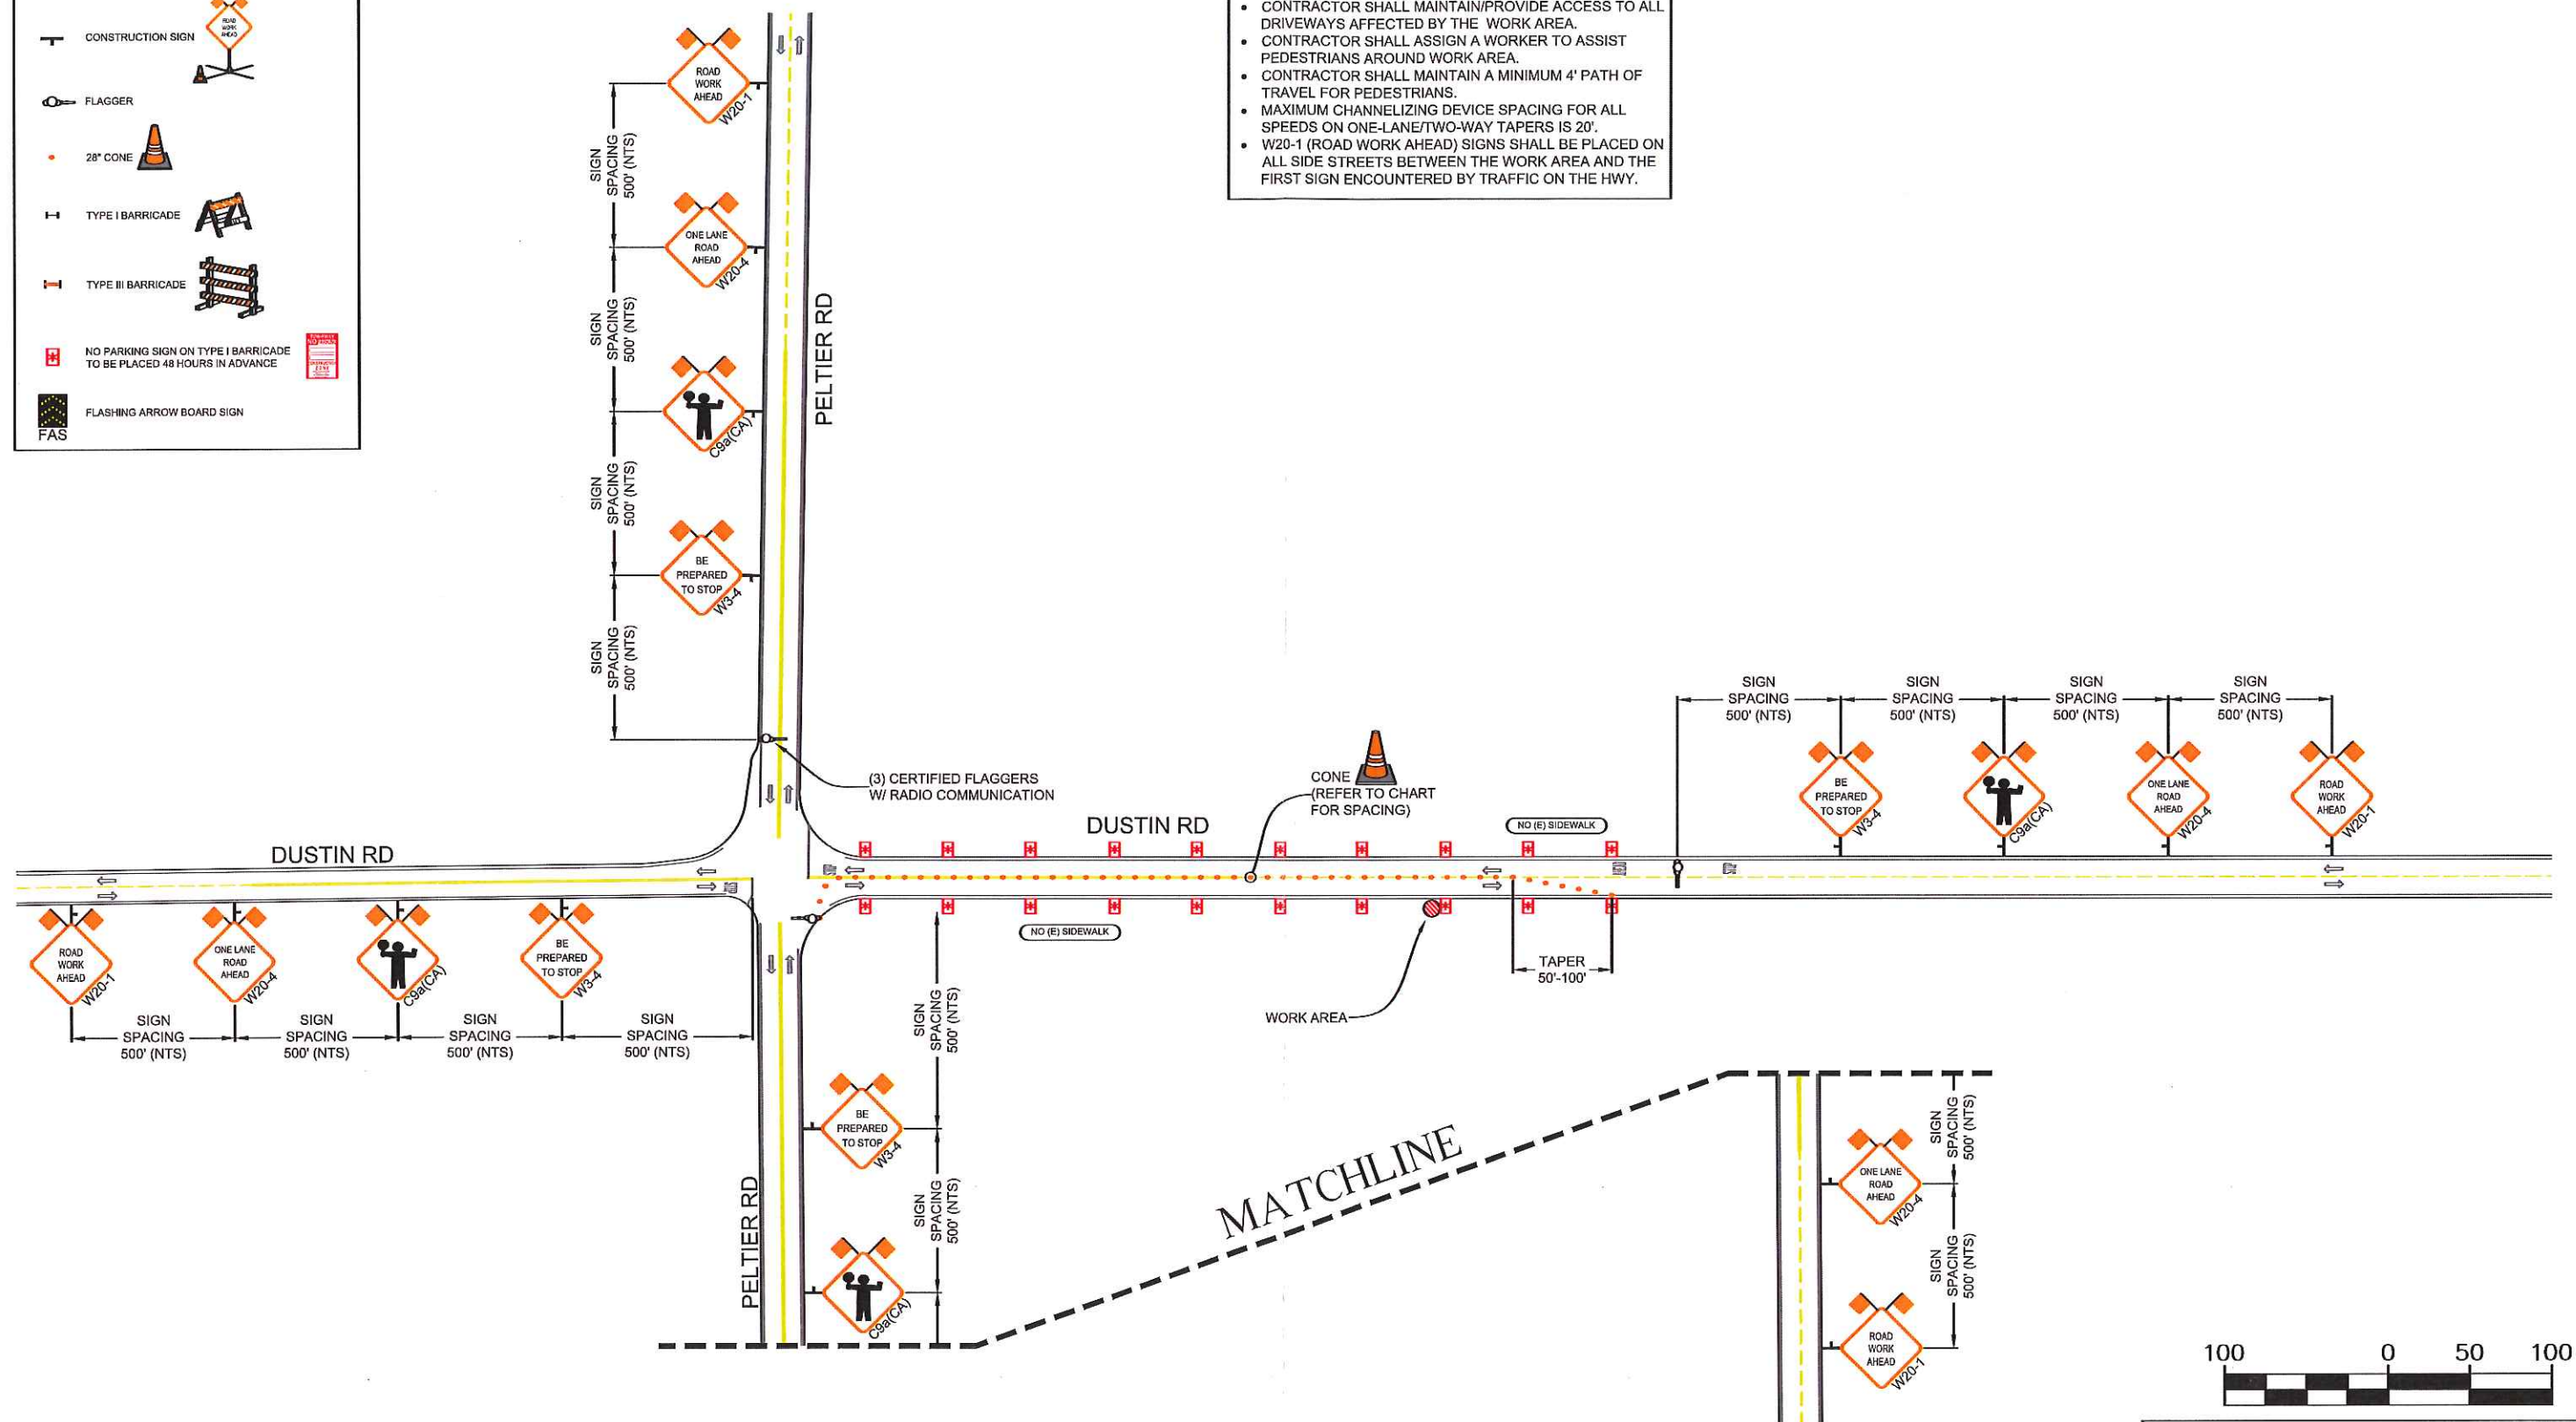 ROAD
WORK
AHEAD
CONSTRUCTION SIGN
FLAGGER
28" CONE
TYPE I BARRICADE
TYPE III BARRICADE
NO PARKING SIGN ON TYPE I BARRICADE
TO BE PLACED 48 HOURS IN ADVANCE
FAS
FLASHING ARROW BOARD SIGN
• CONTRACTOR SHALL MAINTAIN/PROVIDE ACCESS TO ALL
DRIVEWAYS AFFECTED BY THE WORK AREA.
• CONTRACTOR SHALL ASSIGN A WORKER TO ASSIST
PEDESTRIANS AROUND WORK AREA.
• CONTRACTOR SHALL MAINTAIN A MINIMUM 4' PATH OF
TRAVEL FOR PEDESTRIANS.
• MAXIMUM CHANNELIZING DEVICE SPACING FOR ALL
SPEEDS ON ONE-LANE/TWO-WAY TAPERS IS 20'.
• W20-1 (ROAD WORK AHEAD) SIGNS SHALL BE PLACED ON
ALL SIDE STREETS BETWEEN THE WORK AREA AND THE
FIRST SIGN ENCOUNTERED BY TRAFFIC ON THE HWY.
ROAD
WORK
AHEAD
W20-1
SIGN
SPACING
500' (NTS)
ONE LANE
ROAD
AHEAD
W20-4
SIGN
SPACING
500' (NTS)
PELTIER RD
C9a(CA)
SIGN
SPACING
500' (NTS)
BE
PREPARED
TO STOP
W3-4
SIGN
SPACING
500' (NTS)
(3) CERTIFIED FLAGGERS
W/ RADIO COMMUNICATION
CONE
(REFER TO CHART
FOR SPACING)
SIGN
SPACING
500' (NTS)
SIGN
SPACING
500' (NTS)
SIGN
SPACING
500' (NTS)
SIGN
SPACING
500' (NTS)
BE
PREPARED
TO STOP
W3-4
C9a(CA)
ONE LANE
ROAD
AHEAD
W20-4
ROAD
WORK
AHEAD
W20-1
DUSTIN RD
NO (E) SIDEWALK
DUSTIN RD
ROAD
WORK
AHEAD
W20-1
ONE LANE
ROAD
AHEAD
W20-4
C9a(CA)
BE
PREPARED
TO STOP
W3-4
SIGN
SPACING
500' (NTS)
SIGN
SPACING
500' (NTS)
SIGN
SPACING
500' (NTS)
SIGN
SPACING
500' (NTS)
NO (E) SIDEWALK
TAPER
50'-100'
WORK AREA
SIGN
SPACING
500' (NTS)
BE
PREPARED
TO STOP
W3-4
SIGN
SPACING
500' (NTS)
PELTIER RD
C9a(CA)
MATCHLINE
SIGN
SPACING
500' (NTS)
ONE LANE
ROAD
AHEAD
W20-4
SIGN
SPACING
500' (NTS)
ROAD
WORK
AHEAD
W20-1
100 0 50 100